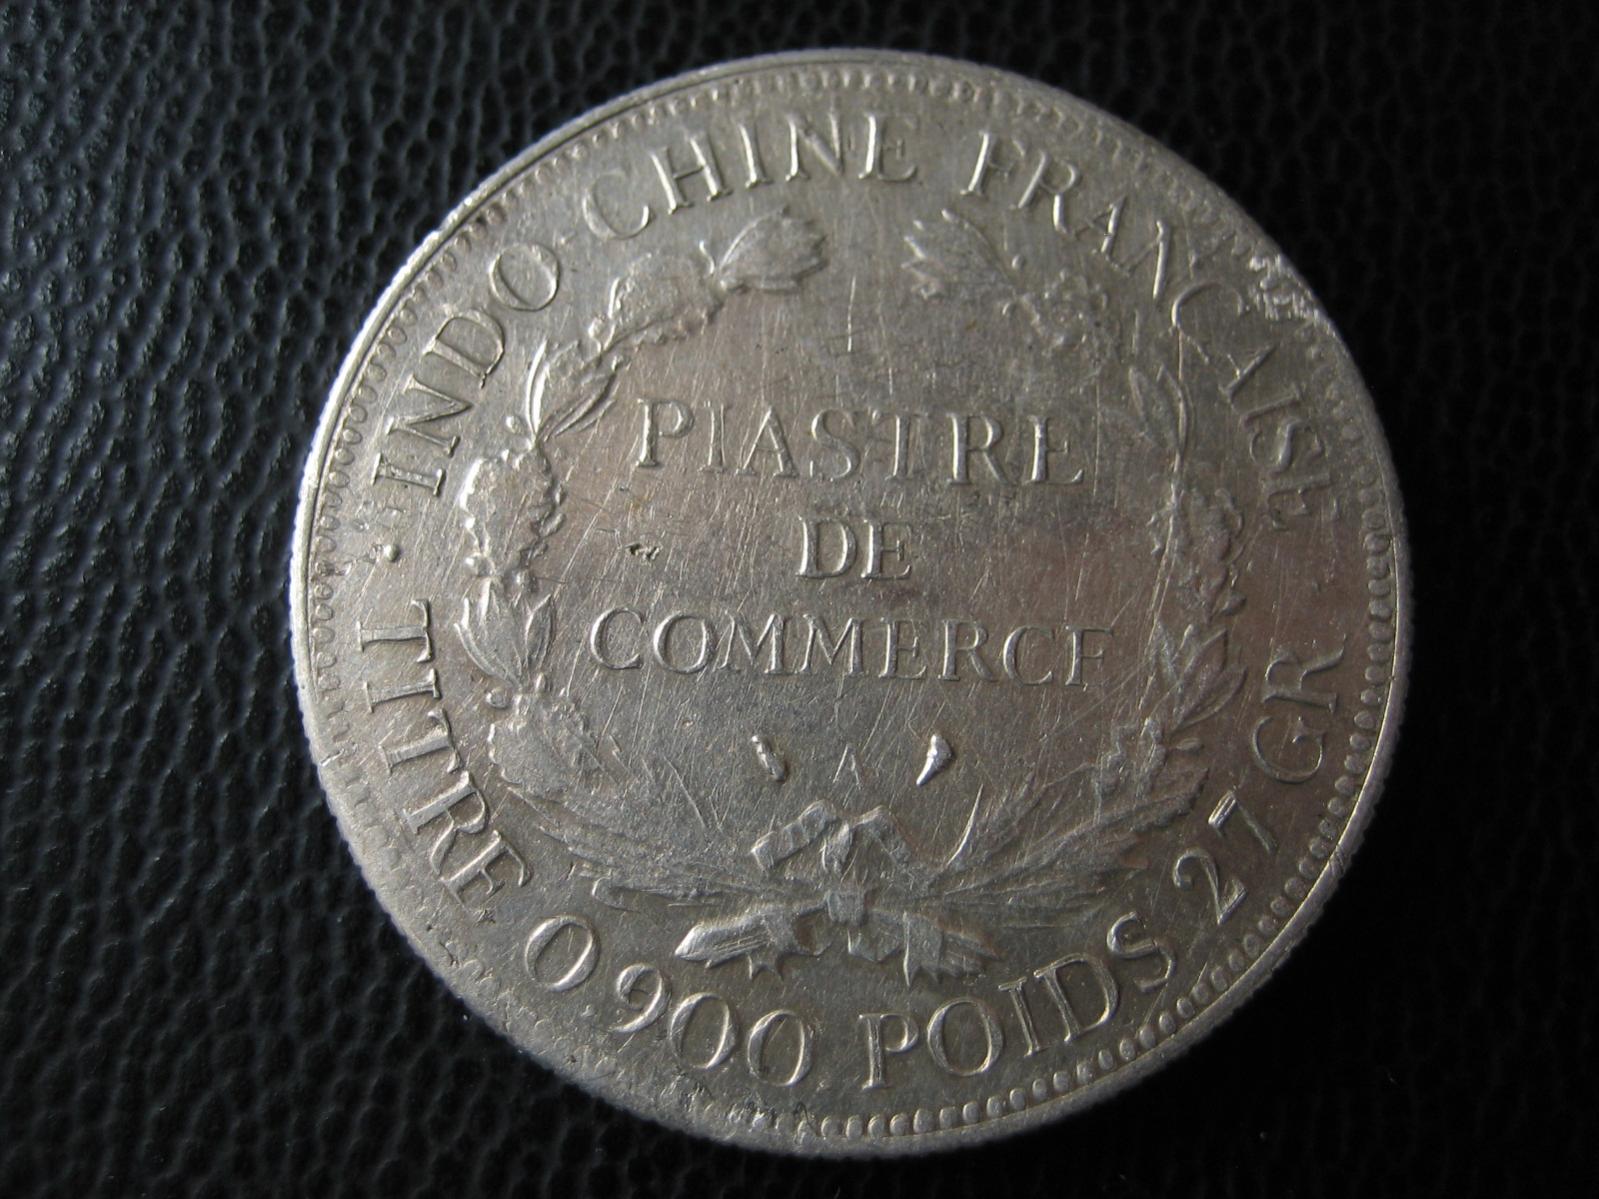 INDO-CHINE FRANÇAISE
PIASTRE
DE
COMMERCE
A
TITRE 0.900 POIDS 27 GR